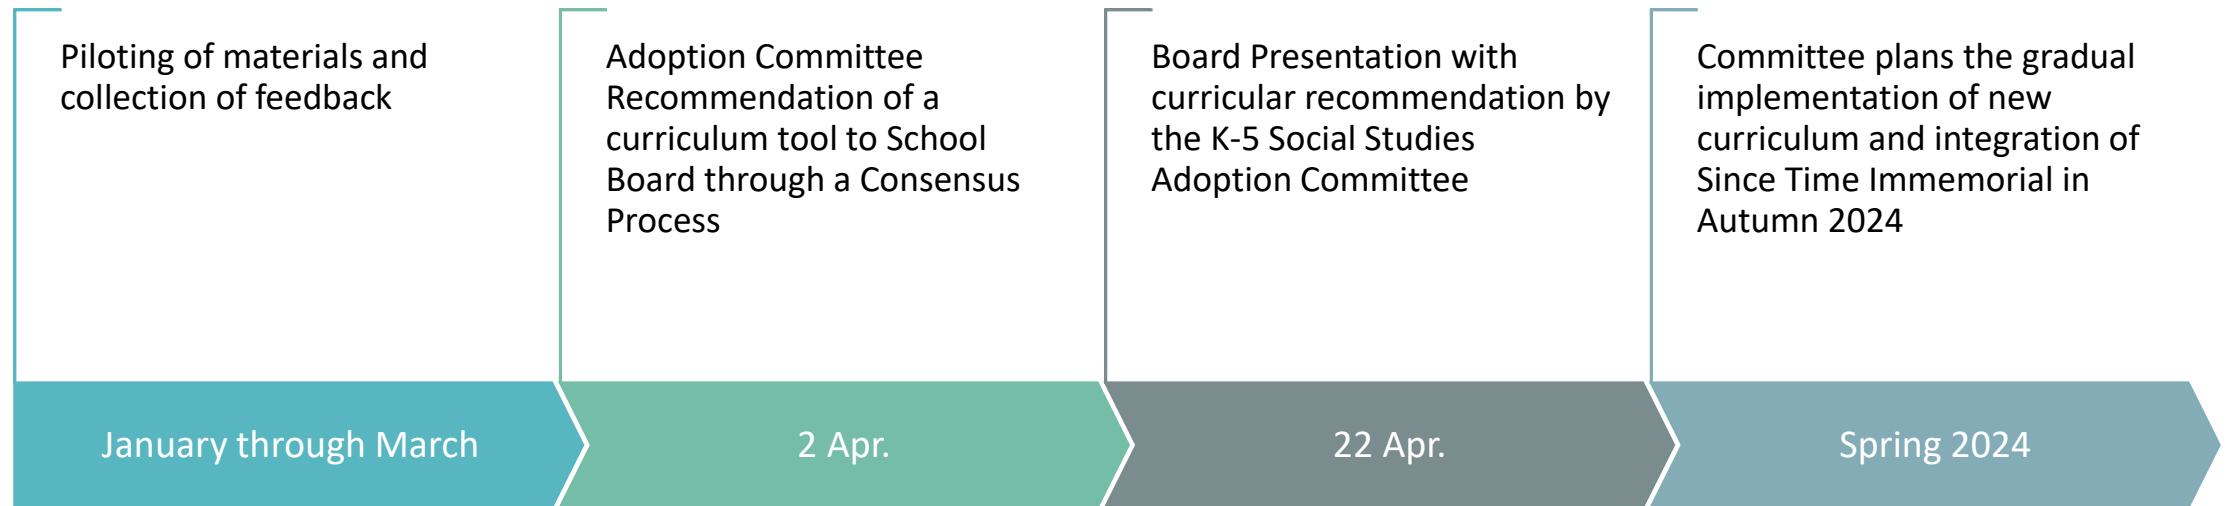 Piloting of materials and
collection of feedback
Adoption Committee
Recommendation of a
curriculum tool to School
Board through a Consensus
Process
Board Presentation with
curricular recommendation by
the K-5 Social Studies
Adoption Committee
Committee plans the gradual
implementation of new
curriculum and integration of
Since Time Immemorial in
Autumn 2024
January through March
2 Apr.
22 Apr.
Spring 2024